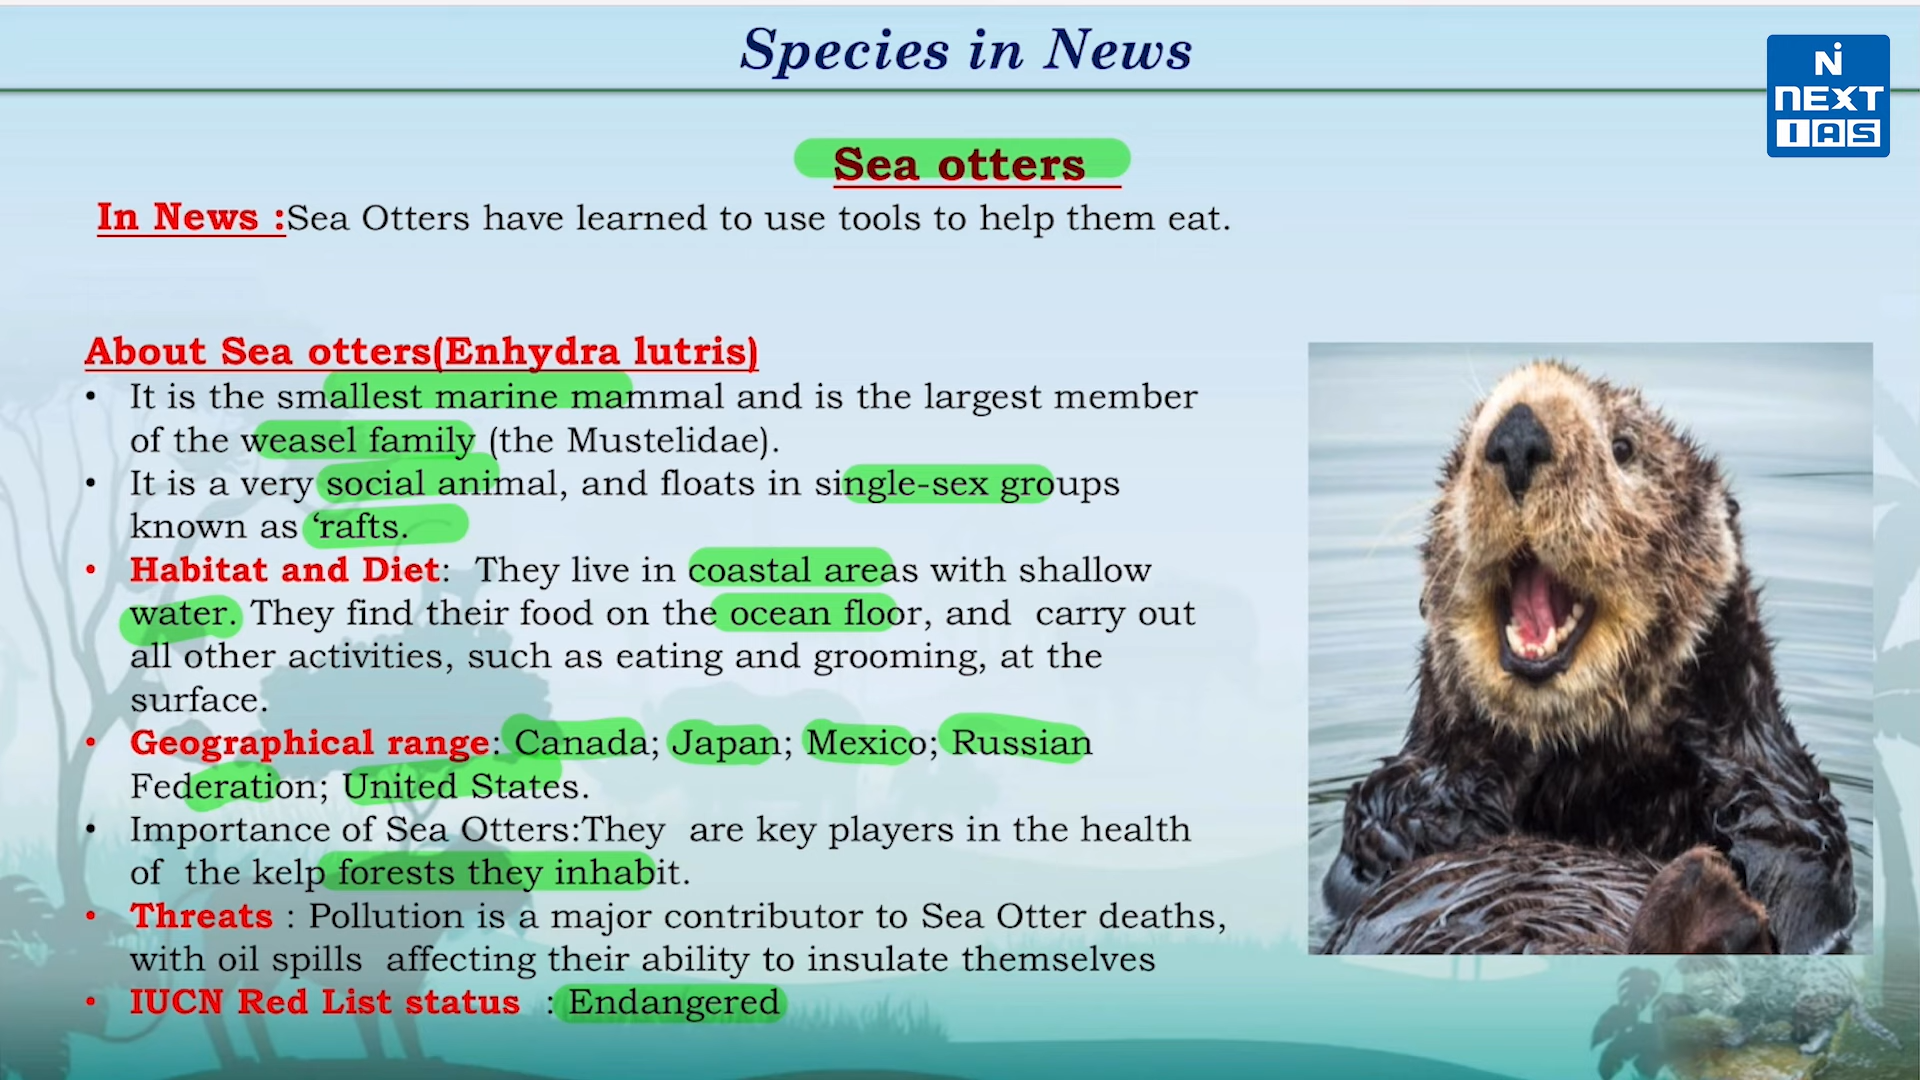 Species in News
Ni
NEXT
IAS
Sea otters
In News :Sea Otters have learned to use tools to help them eat.
About Sea otters(Enhydra lutris)
• It is the smallest marine mammal and is the largest member
of the weasel family (the Mustelidae).
• It is a very social animal, and floats in single-sex groups
known as ‘rafts.
• Habitat and Diet: They live in coastal areas with shallow
water. They find their food on the ocean floor, and carry out
all other activities, such as eating and grooming, at the
surface.
• Geographical range: Canada; Japan; Mexico; Russian
Federation; United States.
• Importance of Sea Otters:They are key players in the health
of the kelp forests they inhabit.
• Threats : Pollution is a major contributor to Sea Otter deaths,
with oil spills affecting their ability to insulate themselves
• IUCN Red List status : Endangered